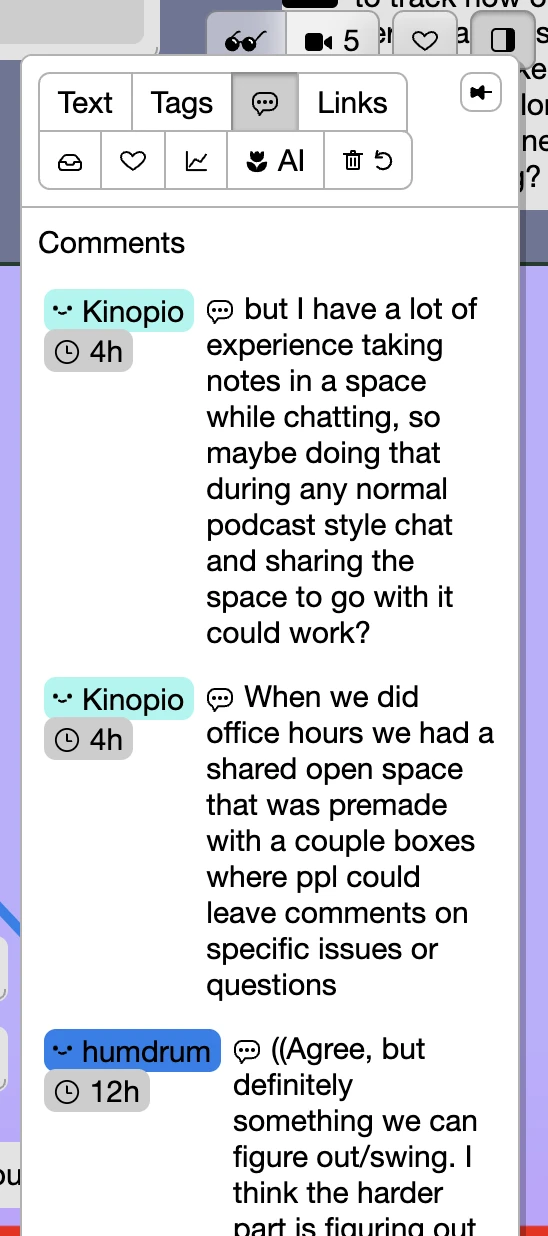 to track how o
5
Text
Tags
Links
AI
Comments
Kinopio
4h
but I have a lot of
experience taking
notes in a space
while chatting, so
maybe doing that
during any normal
podcast style chat
and sharing the
space to go with it
could work?
Kinopio
4h
When we did
office hours we had a
shared open space
that was premade
with a couple boxes
where ppl could
leave comments on
specific issues or
questions
humdrum
12h
((Agree, but
definitely
something we can
figure out/swing. I
think the harder
part is figuring out